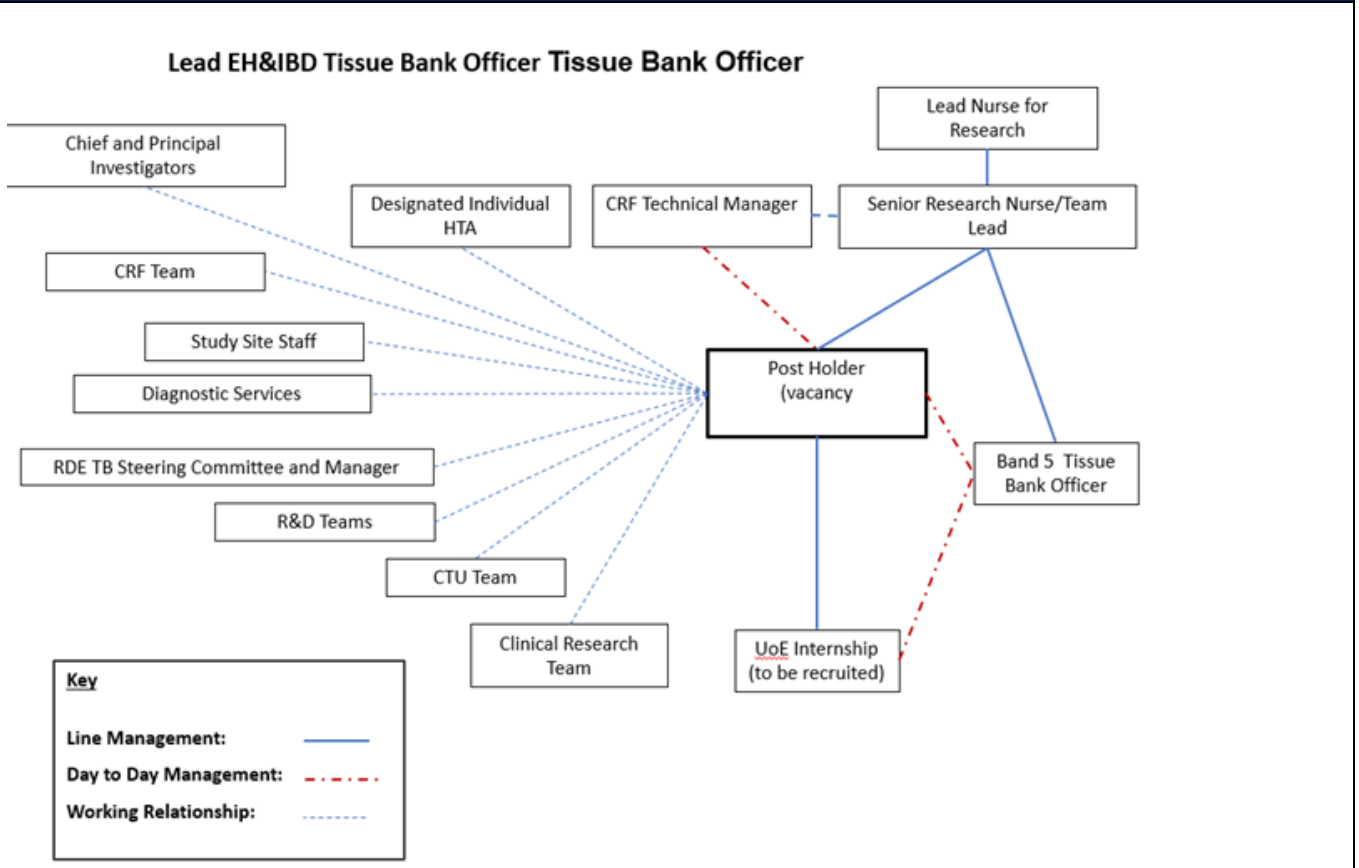 Lead EH&IBD Tissue Bank Officer Tissue Bank Officer
Lead Nurse for
Research
Chief and Principal
Investigators
Designated Individual
HTA
CRF Technical Manager
Senior Research Nurse/Team
Lead
CRF Team
Study Site Staff
Diagnostic Services
Post Holder
(vacancy
RDE TB Steering Committee and Manager
Band 5 Tissue
Bank Officer
R&D Teams
CTU Team
Clinical Research
Team
UoE Internship
(to be recruited)
Key
Line Management:
Day to Day Management:
Working Relationship: